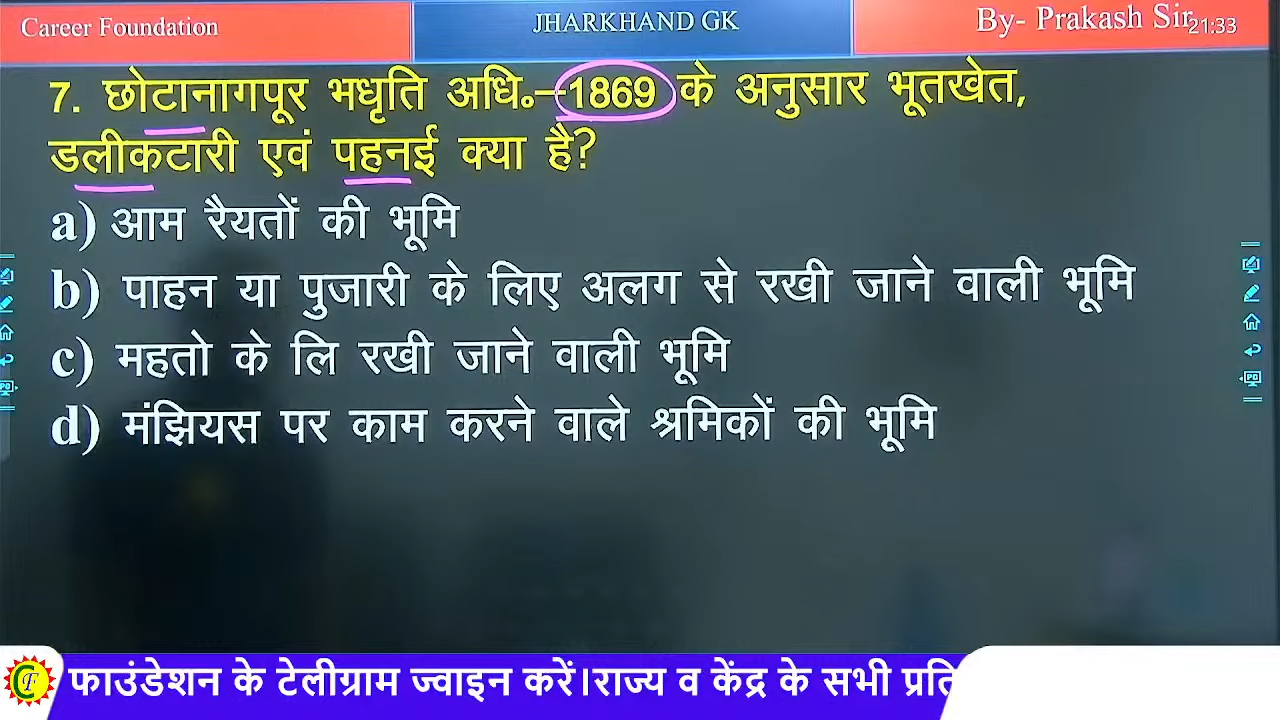 Career Foundation
JHARKHAND GK
By- Prakash Sir
21:33
7. छोटानागपूर भधृति अधि॰–1869 के अनुसार भूतखेत,
डलीकटारी एवं पहनई क्या है?
a) आम रैयतों की भूमि
b) पाहन या पुजारी के लिए अलग से रखी जाने वाली भूमि
c) महतो के लि रखी जाने वाली भूमि
d) मंझियस पर काम करने वाले श्रमिकों की भूमि
फाउंडेशन के टेलीग्राम ज्वाइन करें।राज्य व केंद्र के सभी प्रति